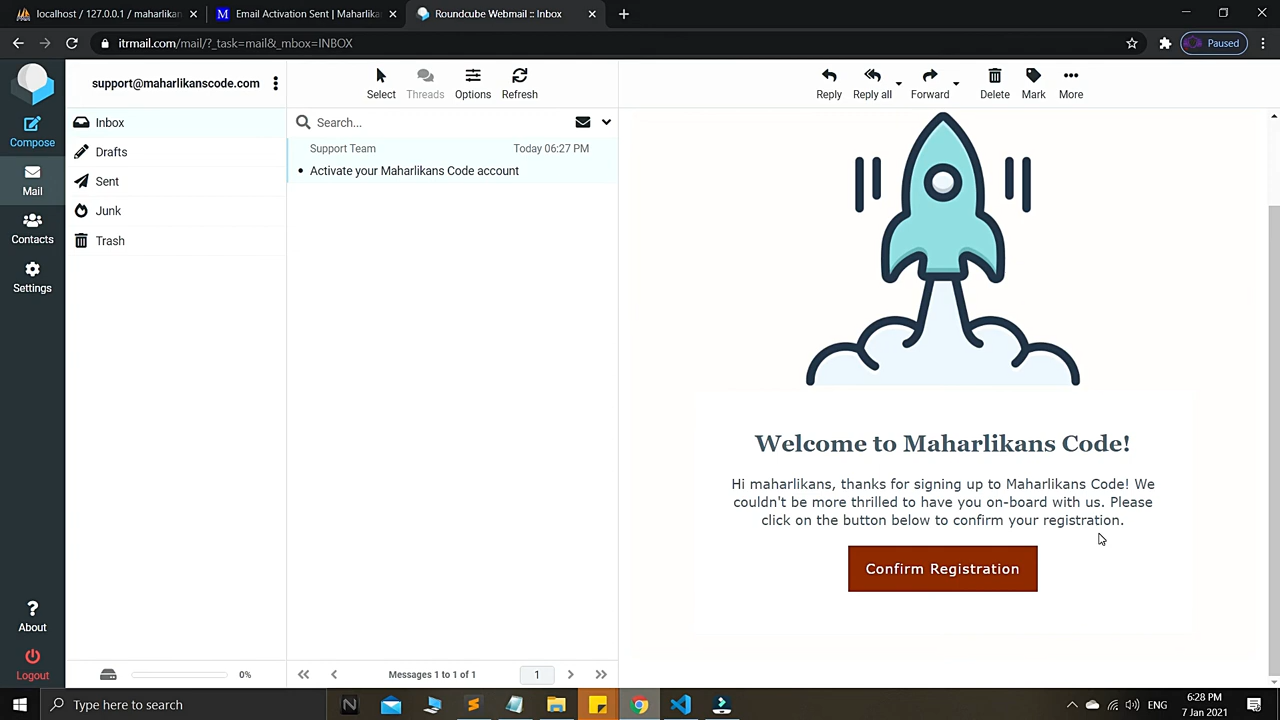 localhost / 127.0.0.1 / maharlikan
Email Activation Sent | Maharlika
Roundcube Webmail :: Inbox
itrmail.com/mail/?_task=mail&_mbox=INBOX
Paused
support@maharlikanscode.com
Select
Threads
Options
Refresh
Reply
Reply all
Forward
Delete
Mark
More
Compose
Mail
Contacts
Settings
About
Logout
Inbox
Drafts
Sent
Junk
Trash
0%
Search...
Support Team
Today 06:27 PM
Activate your Maharlikans Code account
Messages 1 to 1 of 1
1
Welcome to Maharlikans Code!
Hi maharlikans, thanks for signing up to Maharlikans Code! We
couldn't be more thrilled to have you on-board with us. Please
click on the button below to confirm your registration.
Confirm Registration
Type here to search
N
ENG
6:28 PM
7 Jan 2021